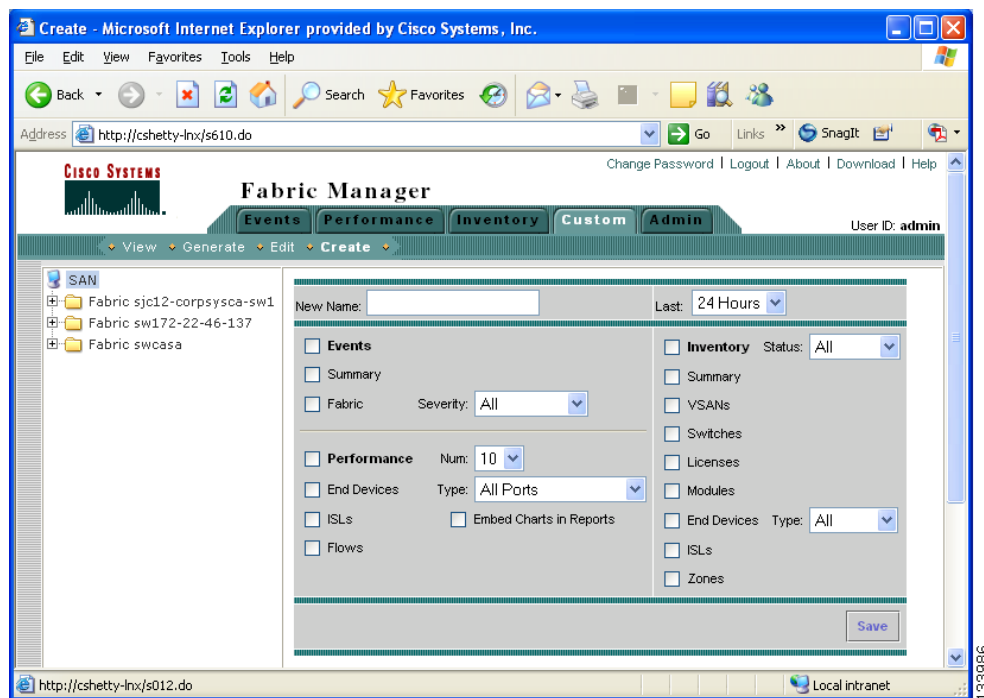 Create - Microsoft Internet Explorer provided by Cisco Systems, Inc.
File Edit View Favorites Tools Help
Back Search Favorites
Address http://cshetty-lnx/s610.do Go Links » SnagIt
Cisco Systems
Change Password | Logout | About | Download | Help
Fabric Manager
Events Performance Inventory Custom Admin
User ID: admin
View Generate Edit Create
SAN
Fabric sjc12-corpsysca-sw1
Fabric sw172-22-46-137
Fabric swcasa
New Name: Last: 24 Hours
Events
Summary
Fabric Severity: All
Performance Num: 10
End Devices Type: All Ports
ISLs Embed Charts in Reports
Flows
Inventory Status: All
Summary
VSANs
Switches
Licenses
Modules
End Devices Type: All
ISLs
Zones
Save
http://cshetty-lnx/s012.do Local intranet
133986